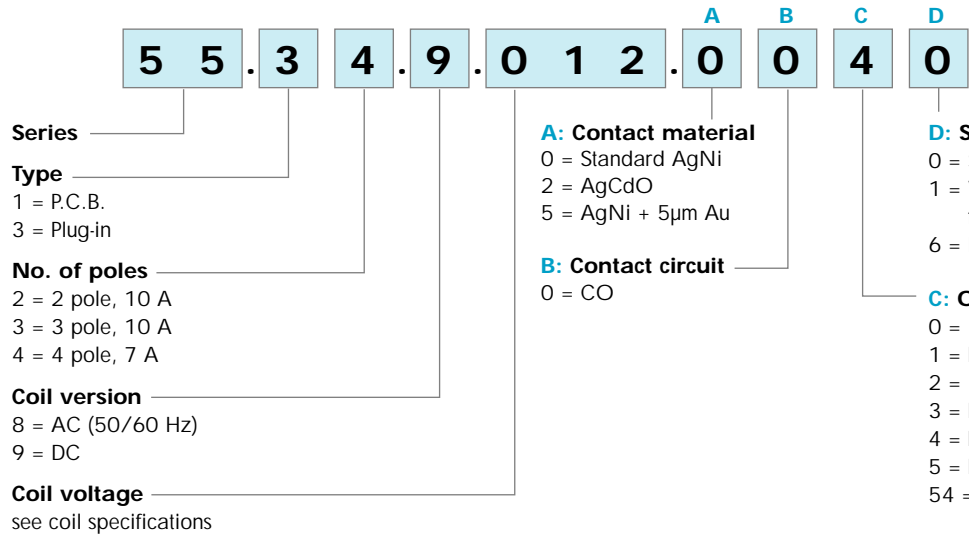 A B C D
5 5 . 3 4 . 9 . 0 1 2 . 0 0 4 0
Series
Type
1 = P.C.B.
3 = Plug-in
No. of poles
2 = 2 pole, 10 A
3 = 3 pole, 10 A
4 = 4 pole, 7 A
Coil version
8 = AC (50/60 Hz)
9 = DC
Coil voltage
see coil specifications
A: Contact material
0 = Standard AgNi
2 = AgCdO
5 = AgNi + 5µm Au
B: Contact circuit
0 = CO
D:
0 =
1 =
6 =
C:
0 =
1 =
2 =
3 =
4 =
5 =
54 =